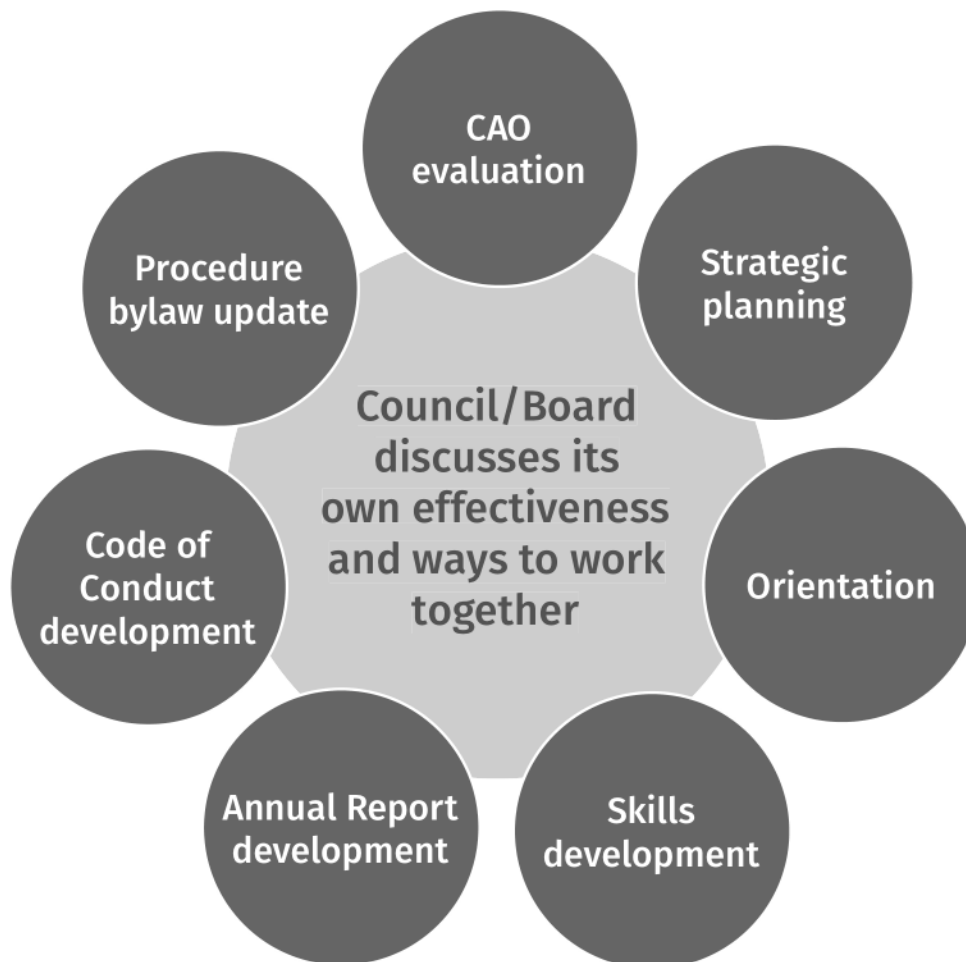 CAO
evaluation
Strategic
planning
Orientation
Skills
development
Annual Report
development
Code of
Conduct
development
Procedure
bylaw update
Council/Board
discusses its
own effectiveness
and ways to work
together